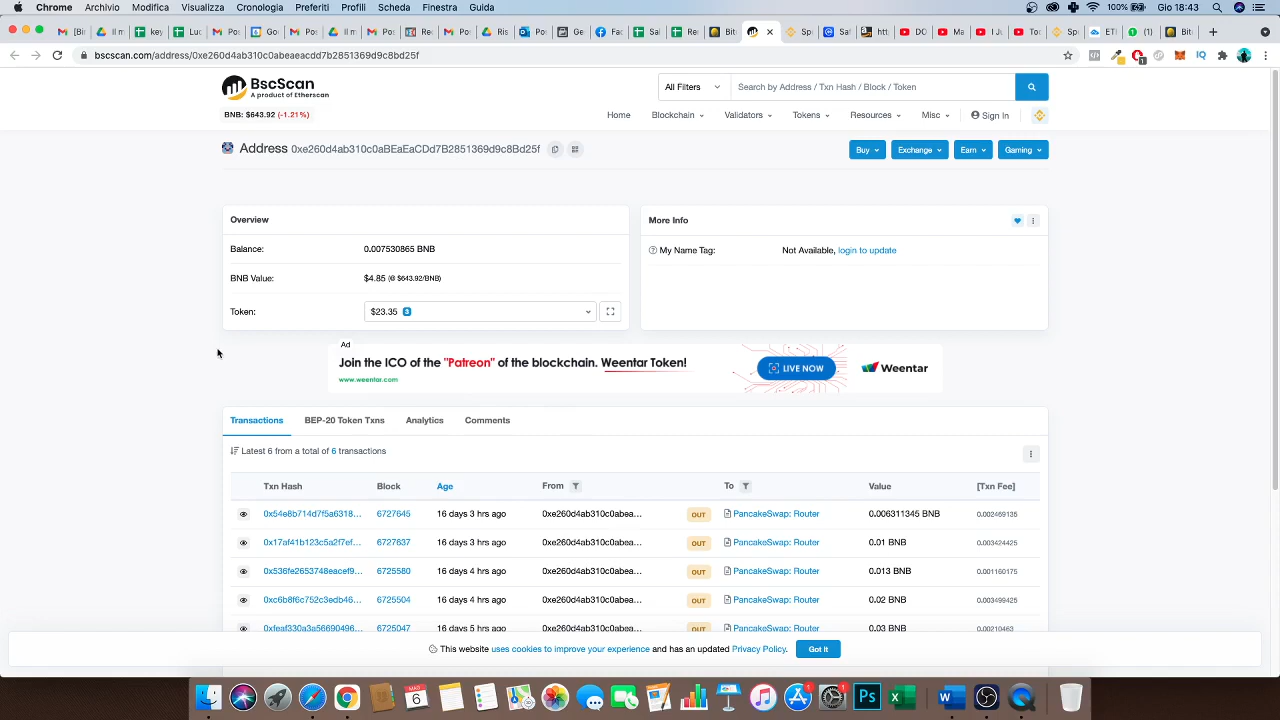 Chrome Archivio Modifica Visualizza Cronologia Preferiti Profili Scheda Finestra Guida 100% Gio 18:43
bscscan.com/address/0xe260d4ab310c0abeaeacdd7b2851369d9c8bd25f
BscScan
A product of Etherscan
All Filters Search by Address / Txn Hash / Block / Token
BNB: $643.92 (-1.21%)
Home Blockchain Validators Tokens Resources Misc Sign In
Address 0xe260d4ab310c0aBEaEaCDd7B2851369d9c8Bd25f
Buy Exchange Earn Gaming
Overview
Balance: 0.007530865 BNB
BNB Value: $4.85 (@ $643.92/BNB)
Token: $23.35 3
More Info
My Name Tag: Not Available, login to update
Ad
Join the ICO of the "Patreon" of the blockchain. Weentar Token!
www.weentar.com
LIVE NOW
Weentar
Transactions BEP-20 Token Txns Analytics Comments
Latest 6 from a total of 6 transactions
Txn Hash Block Age From To Value [Txn Fee]
0x54e8b714d7f5a6318... 6727645 16 days 3 hrs ago 0xe260d4ab310c0abea... OUT PancakeSwap: Router 0.006311345 BNB 0.002469135
0x17af41b123c5a2f7ef... 6727637 16 days 3 hrs ago 0xe260d4ab310c0abea... OUT PancakeSwap: Router 0.01 BNB 0.003424425
0x536fe2653748eacef9... 6725580 16 days 4 hrs ago 0xe260d4ab310c0abea... OUT PancakeSwap: Router 0.013 BNB 0.001160175
0xc6b8f6c752c3edb46... 6725504 16 days 4 hrs ago 0xe260d4ab310c0abea... OUT PancakeSwap: Router 0.02 BNB 0.003499425
0xfeaf330a3a56690496... 6725047 16 days 5 hrs ago 0xe260d4ab310c0abea... OUT PancakeSwap: Router 0.03 BNB 0.00210463
This website uses cookies to improve your experience and has an updated Privacy Policy. Got It